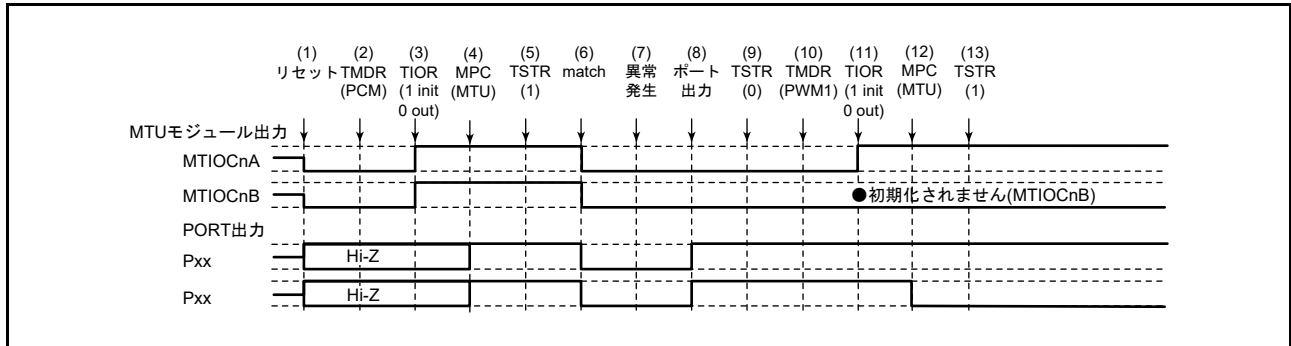 (1) (2) (3) (4) (5) (6) (7) (8) (9) (10) (11) (12) (13)
リセット TMDR TIOR MPC TSTR match 異常 ポート TSTR TMDR TIOR MPC TSTR
(PCM) (1 init (MTU) (1) 発生 出力 (0) (PWM1) (1 init (MTU) (1)
0 out) 0 out)
MTUモジュール出力
MTIOCnA
MTIOCnB ●初期化されません(MTIOCnB)
PORT出力
Pxx Hi-Z
Pxx Hi-Z